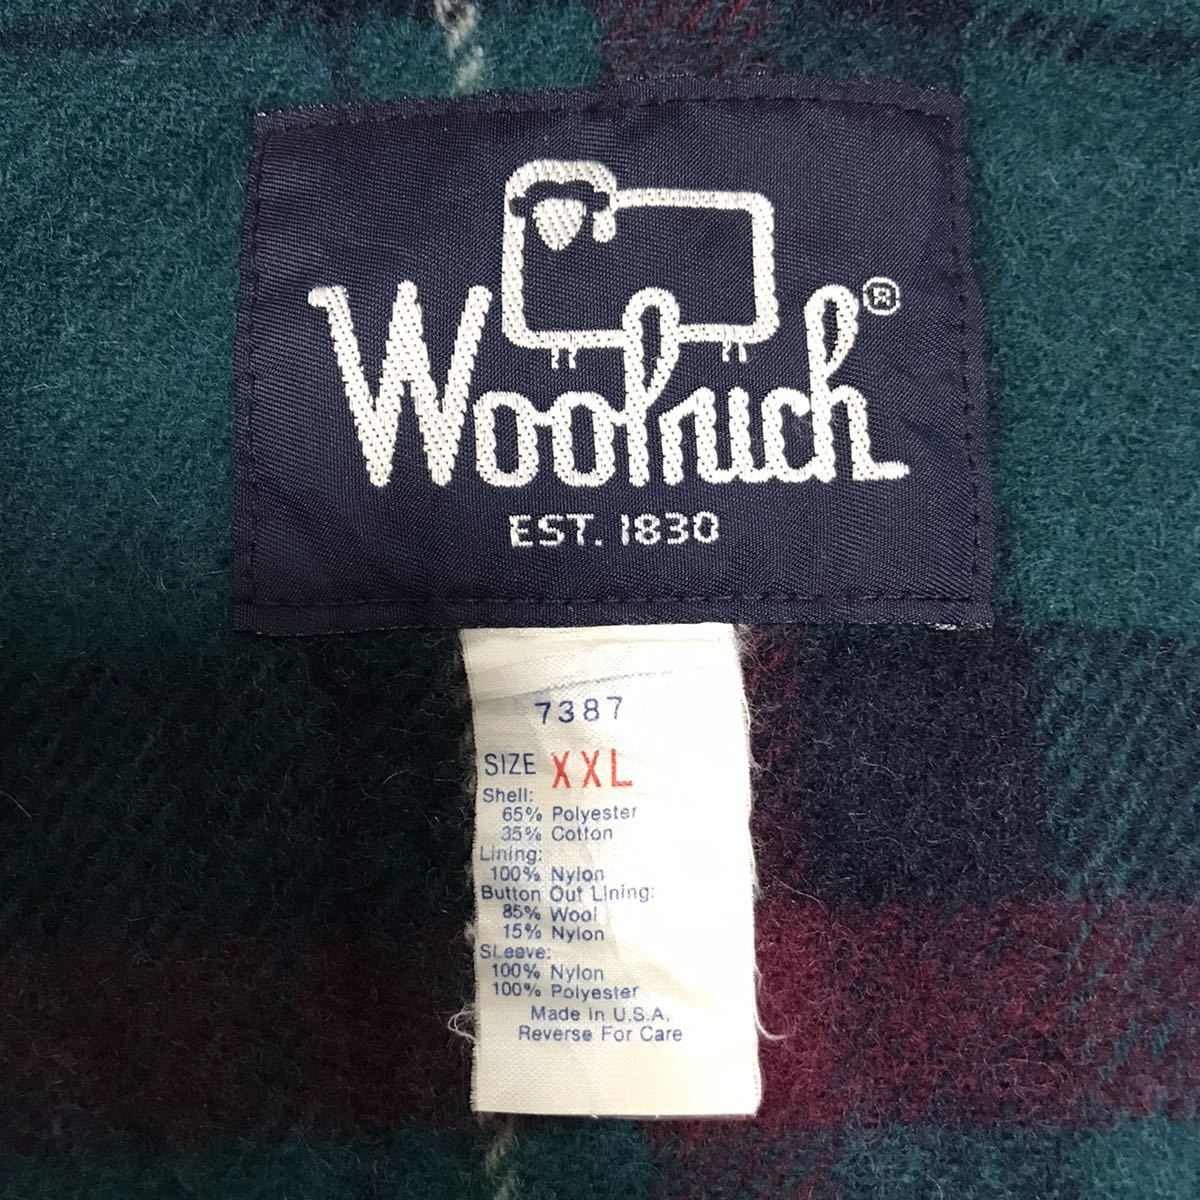 Woolrich®
EST. 1830
7387
SIZE XXL
Shell:
65% Polyester
35% Cotton
Lining:
100% Nylon
Button Out Lining:
85% Wool
15% Nylon
Sleeve:
100% Nylon
100% Polyester
Made in U.S.A.
Reverse For Care